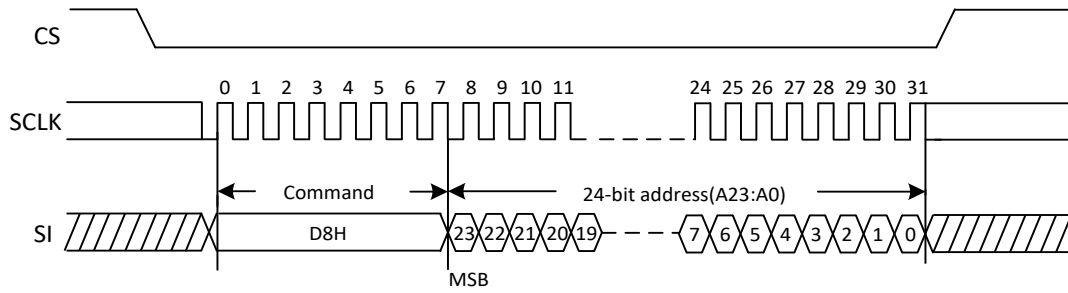 CS
0 1 2 3 4 5 6 7 8 9 10 11 24 25 26 27 28 29 30 31
SCLK
Command 24-bit address(A23:A0)
SI D8H 23 22 21 20 19 7 6 5 4 3 2 1 0
MSB